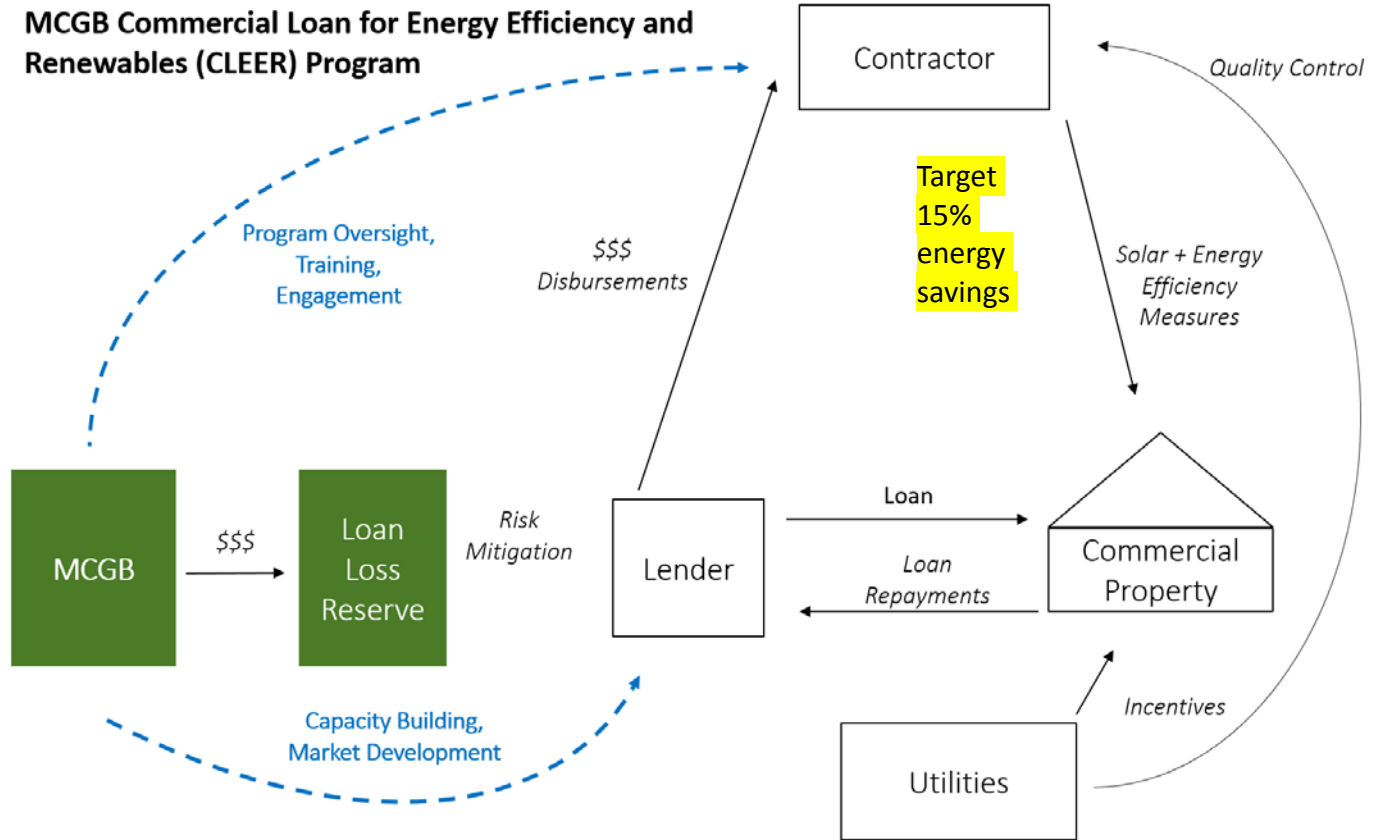 MCGB Commercial Loan for Energy Efficiency and
Renewables (CLEER) Program
Contractor
Quality Control
Target
15%
energy
savings
Program Oversight,
Training,
Engagement
$$$
Disbursements
Solar + Energy
Efficiency
Measures
MCGB
$$$
Loan
Loss
Reserve
Risk
Mitigation
Lender
Loan
Loan
Repayments
Commercial
Property
Capacity Building,
Market Development
Incentives
Utilities